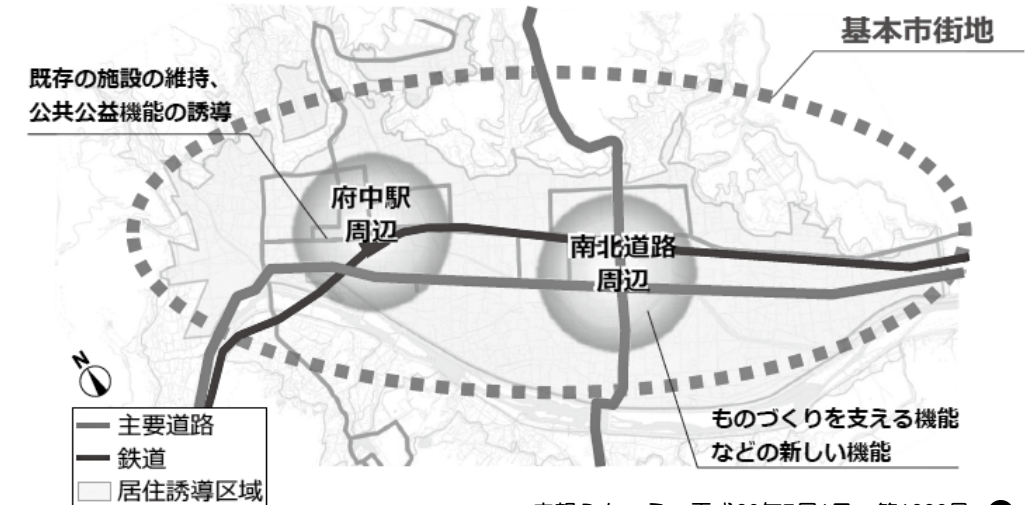 基本市街地
既存の施設の維持、
公共公益機能の誘導
府中駅
周辺
南北道路
周辺
ものづくりを支える機能
などの新しい機能
N
主要道路
鉄道
居住誘導区域